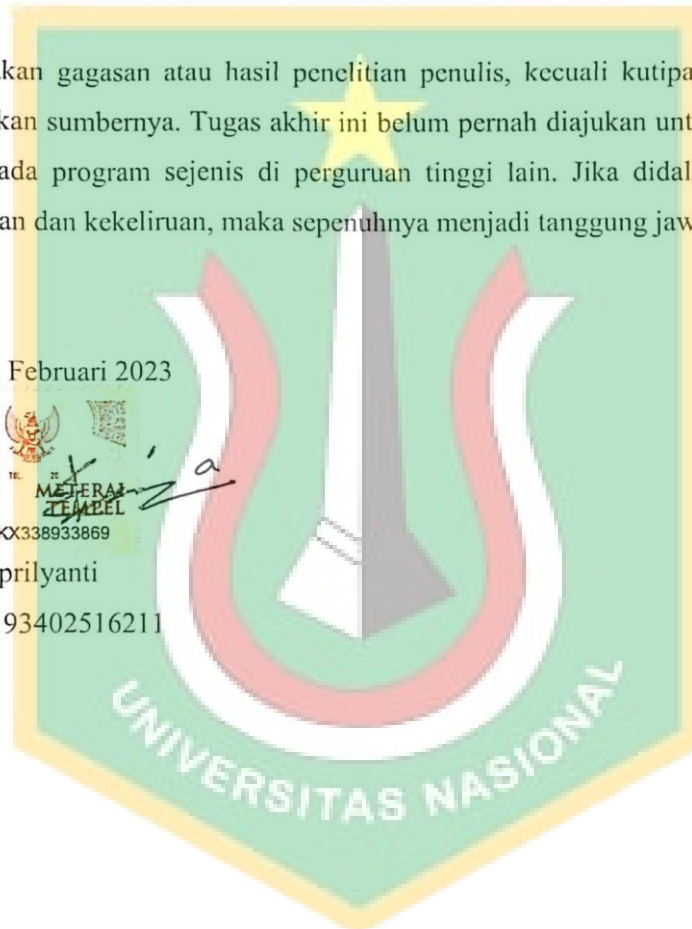 kan gagasan atau hasil penelitian penulis, kecuali kutipa
kan sumbernya. Tugas akhir ini belum pernah diajukan unt
ada program sejenis di perguruan tinggi lain. Jika didal
an dan kekeliruan, maka sepenuhnya menjadi tanggung jaw
Februari 2023
METERAI
TEMPEL
KX338933869
prilyanti
93402516211
UNIVERSITAS NASIONAL